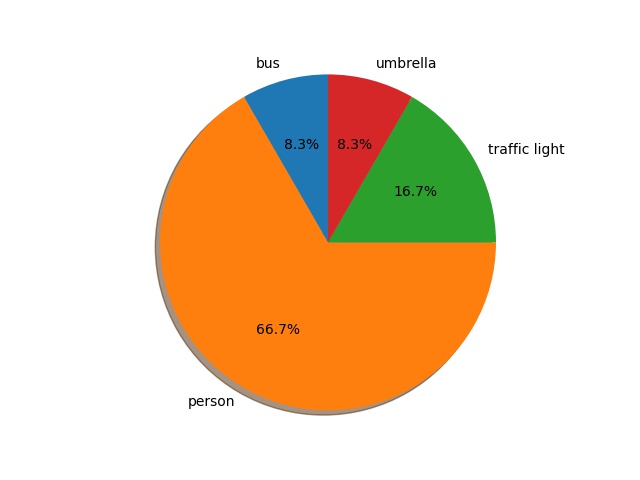 bus
umbrella
8.3%
8.3%
traffic light
16.7%
66.7%
person